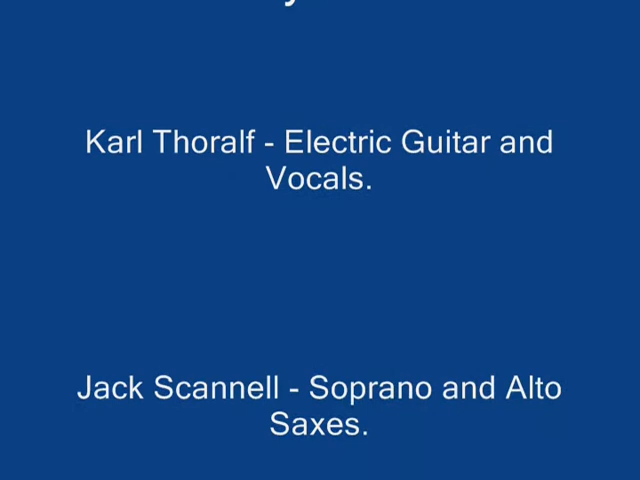 Karl Thoralf - Electric Guitar and
Vocals.
Jack Scannell - Soprano and Alto
Saxes.